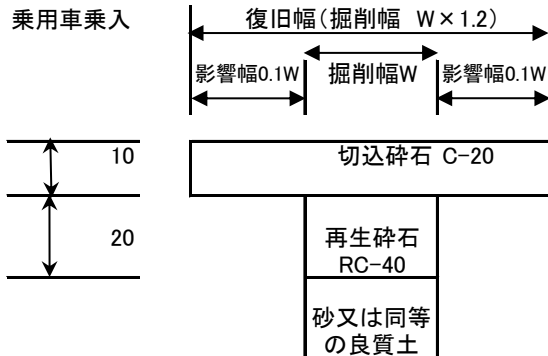 乗用車乗入
復旧幅(掘削幅 W×1.2)
影響幅0.1W
掘削幅W
影響幅0.1W
10
切込砕石 C-20
20
再生砕石
RC-40
砂又は同等
の良質土